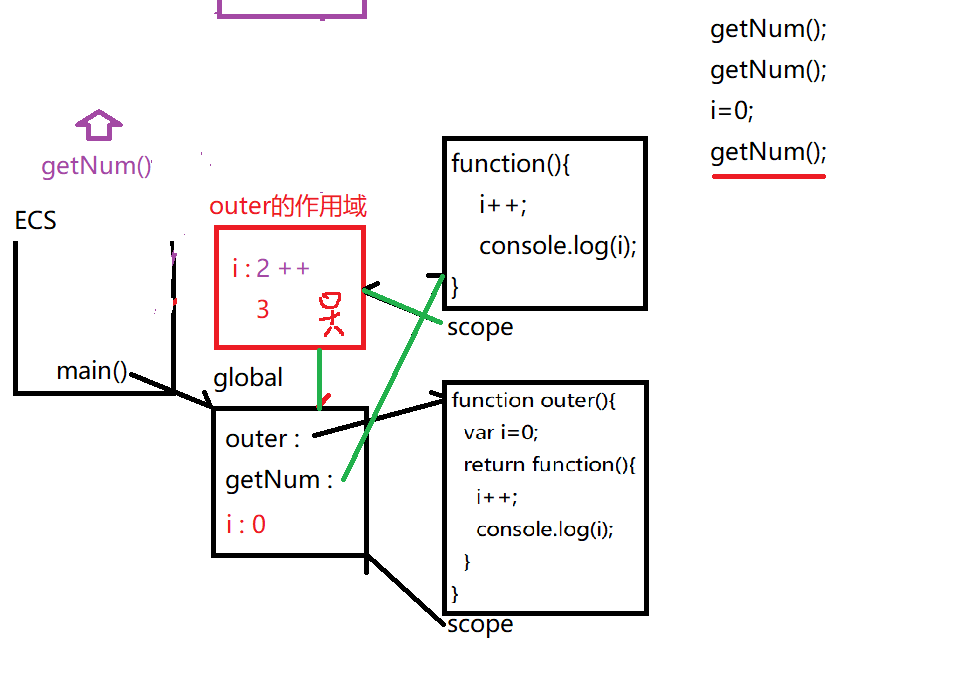 getNum();
getNum();
i=0;
getNum();
getNum()
ECS
main()
outer的作用域
i : 2 ++
3
global
outer :
getNum :
i : 0
function(){
i++;
console.log(i);
}
scope
function outer(){
var i=0;
return function(){
i++;
console.log(i);
}
}
scope